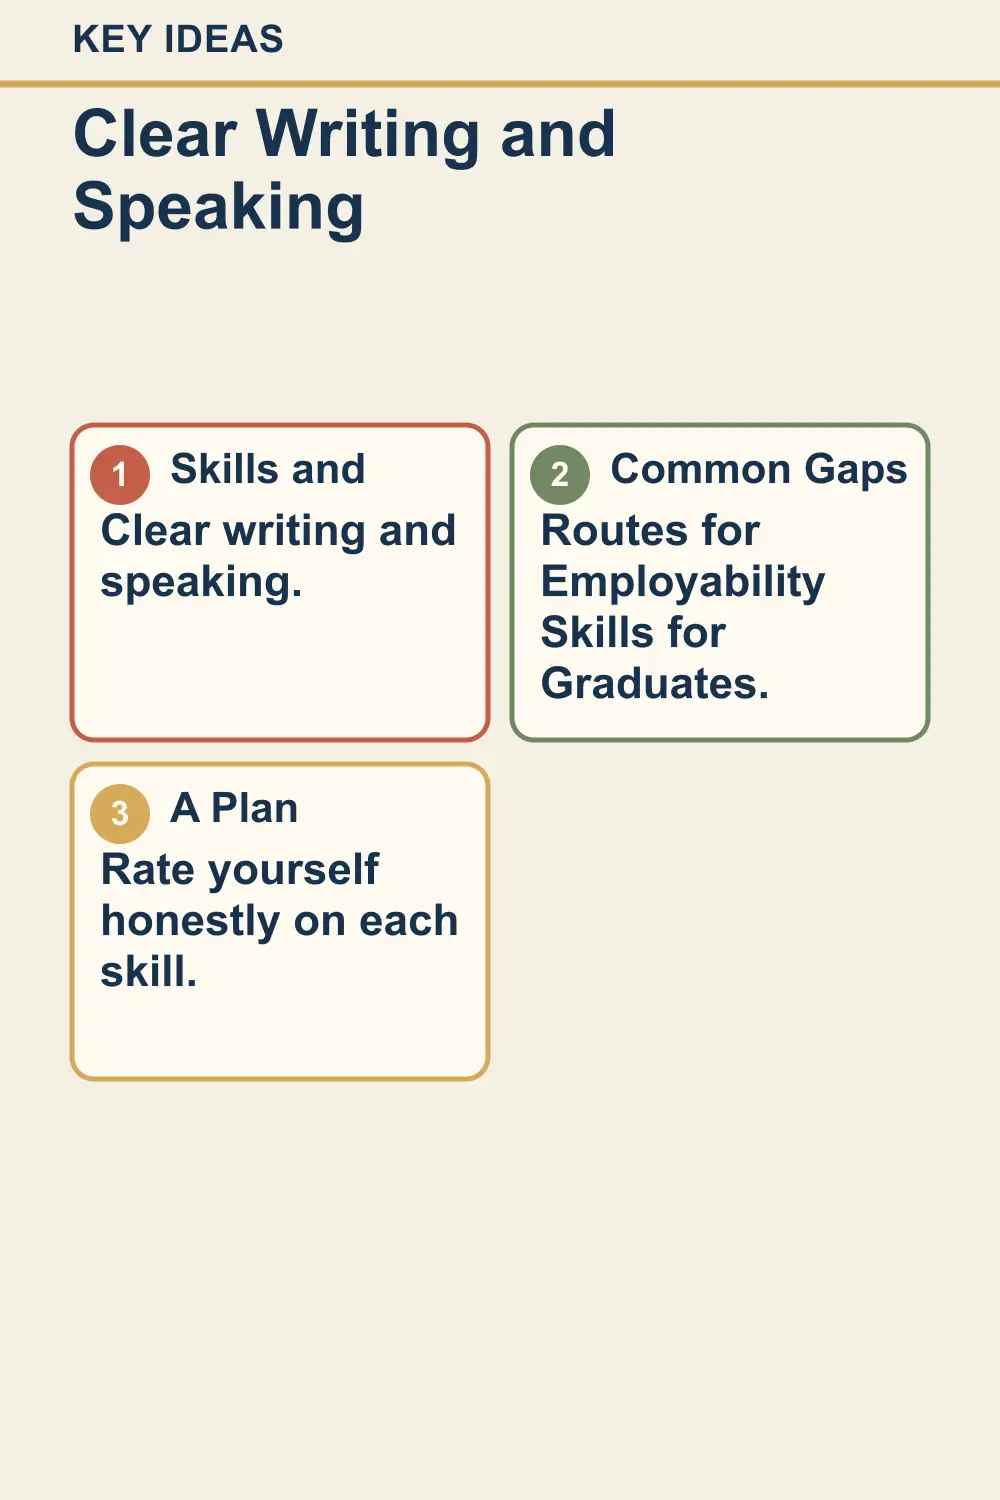 KEY IDEAS
Clear Writing and
Speaking
1 Skills and
Clear writing and
speaking.
2 Common Gaps
Routes for
Employability
Skills for
Graduates.
3 A Plan
Rate yourself
honestly on each
skill.